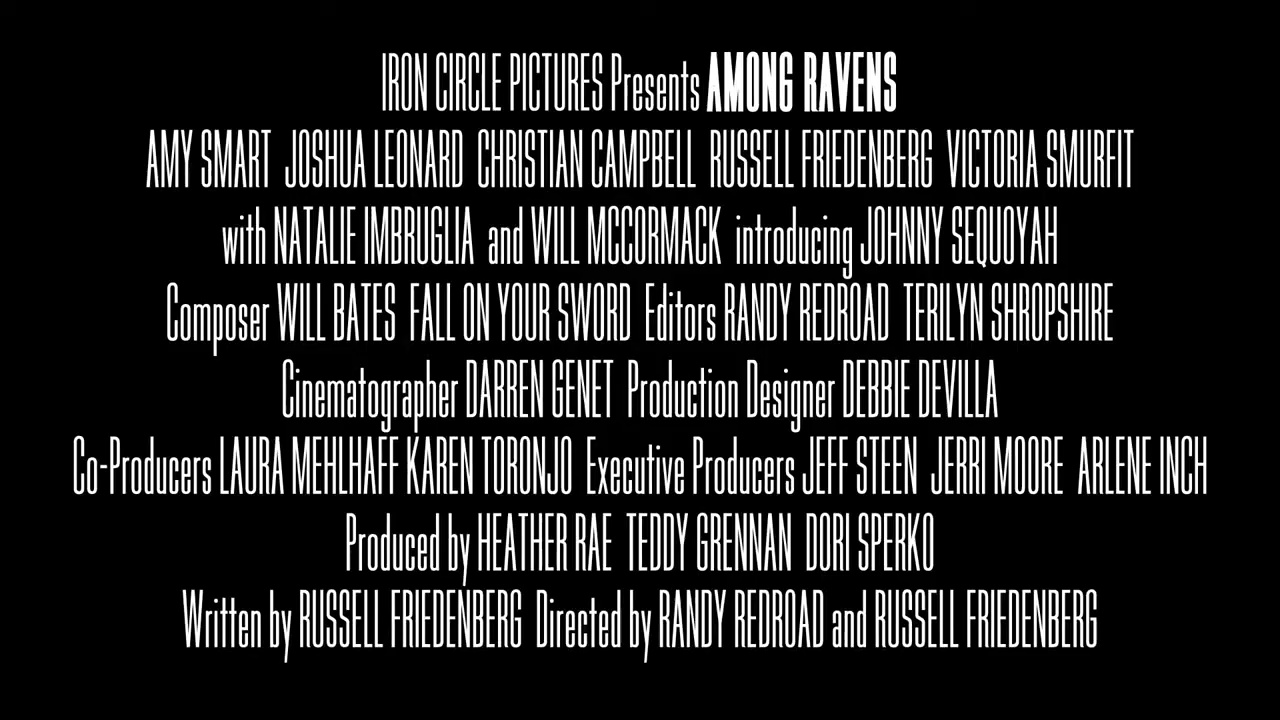 IRON CIRCLE PICTURES Presents AMONG RAVENS
AMY SMART JOSHUA LEONARD CHRISTIAN CAMPBELL RUSSELL FRIEDENBERG VICTORIA SMURFIT
with NATALIE IMBRUGLIA and WILL MCCORMACK introducing JOHNNY SEQUOYAH
Composer WILL BATES FALL ON YOUR SWORD Editors RANDY REDROAD TERILYN SHROPSHIRE
Cinematographer DARREN GENET Production Designer DEBBIE DEVILLA
Co-Producers LAURA MEHLHAFF KAREN TORONJO Executive Producers JEFF STEEN JERRI MOORE ARLENE INCH
Produced by HEATHER RAE TEDDY GRENNAN DORI SPERKO
Written by RUSSELL FRIEDENBERG Directed by RANDY REDROAD and RUSSELL FRIEDENBERG